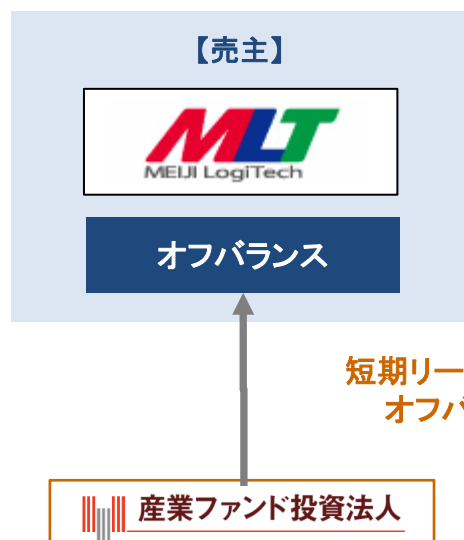 【売主】
MLT
MEIJI LogiTech
オフバランス
短期リー
オフバ
産業ファンド投資法人